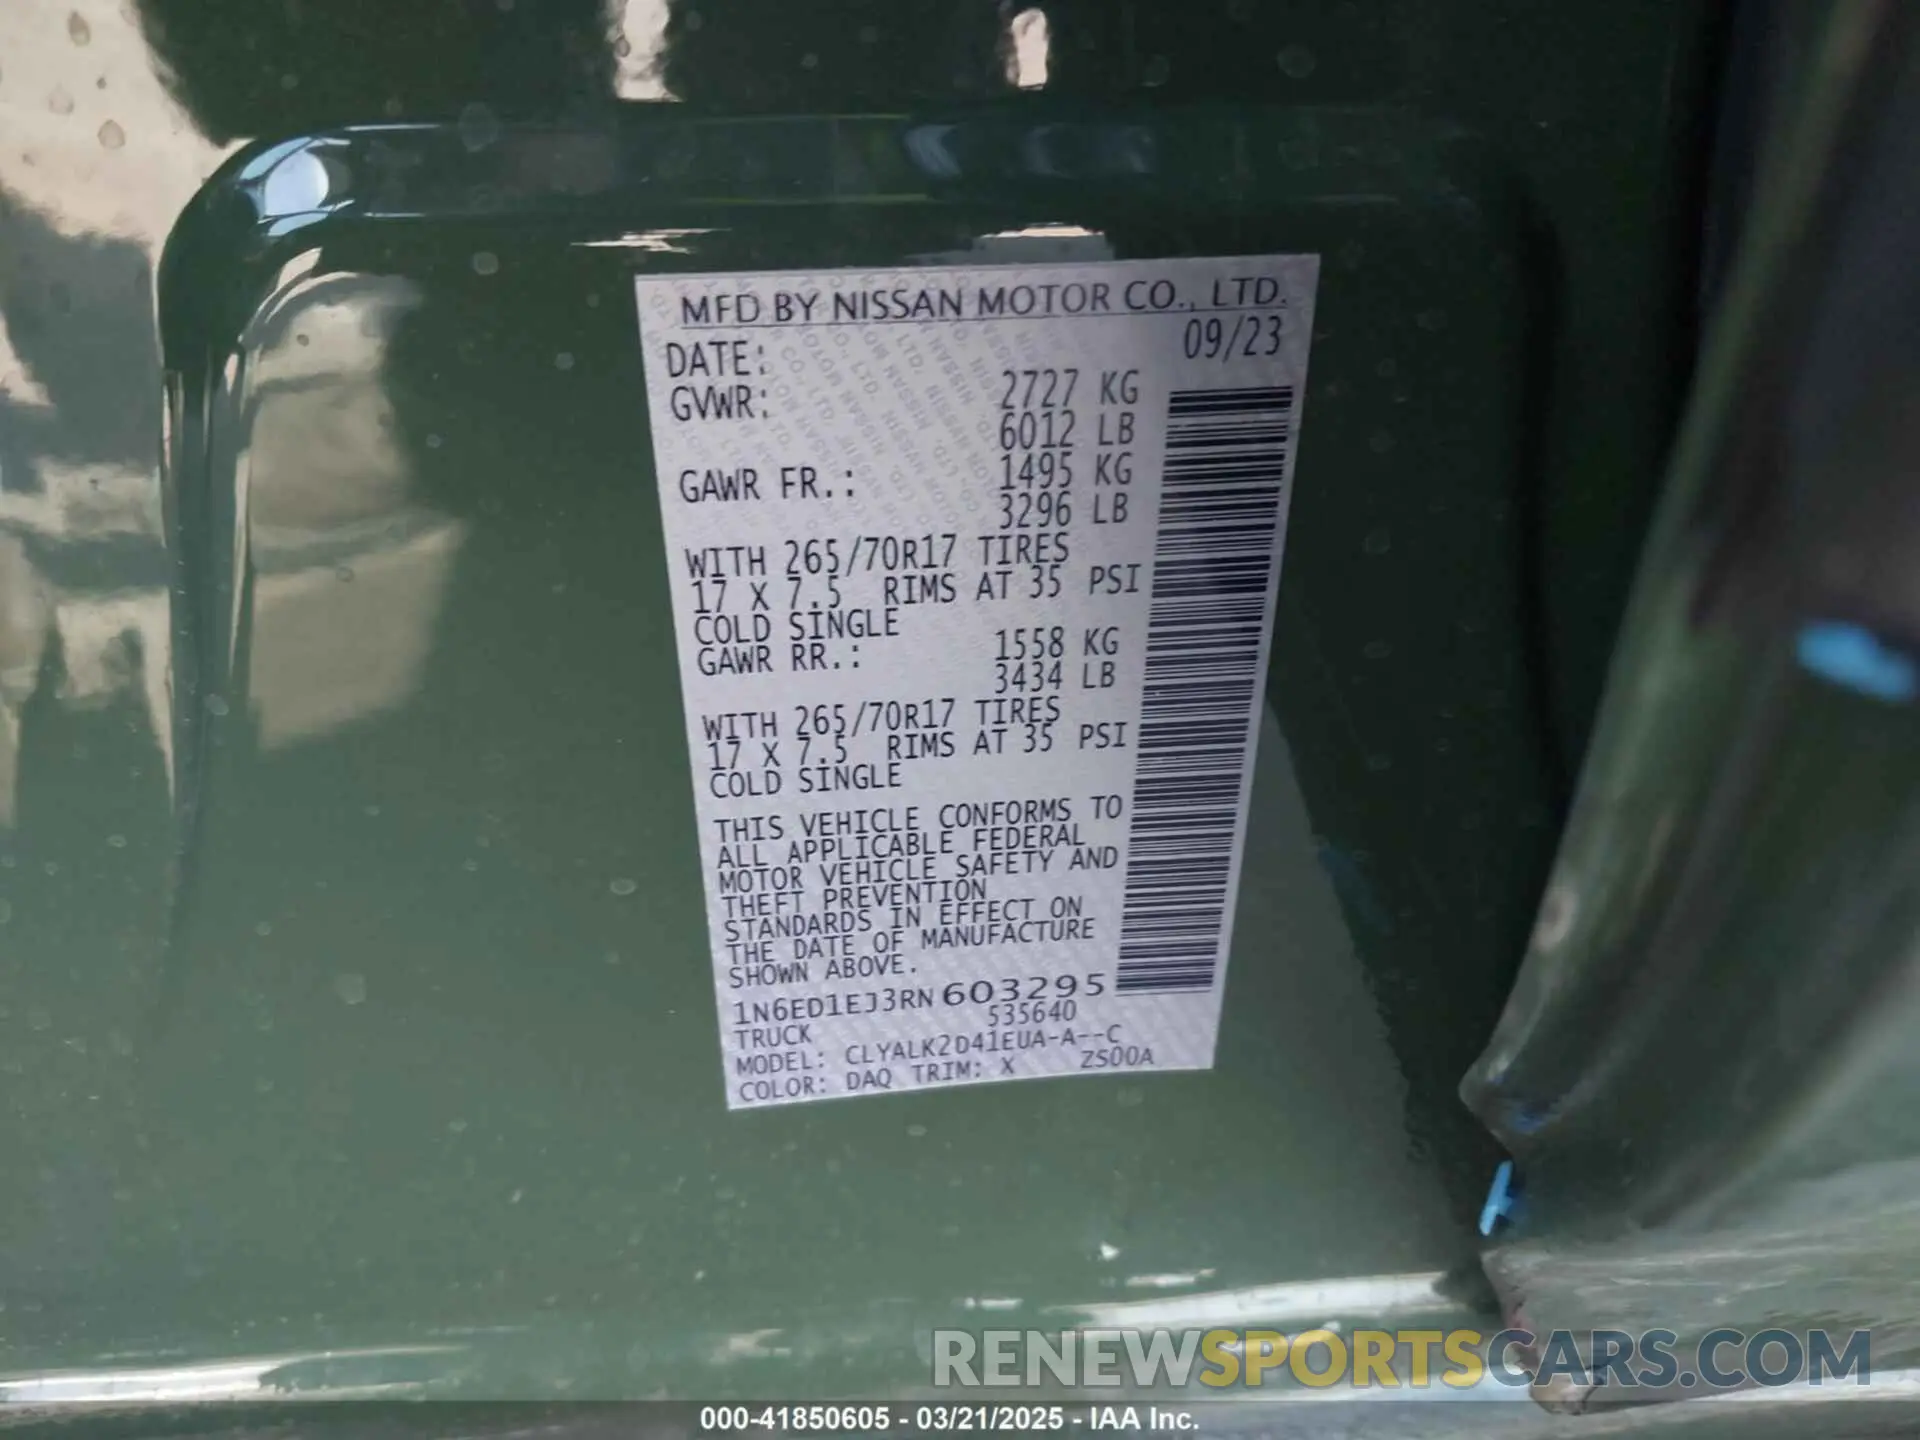 MFD BY NISSAN MOTOR CO., LTD.
DATE: 09/23
GVWR: 2727 KG
6012 LB
GAWR FR.: 1495 KG
3296 LB
WITH 265/70R17 TIRES
17 X 7.5 RIMS AT 35 PSI
COLD SINGLE
GAWR RR.: 1558 KG
3434 LB
WITH 265/70R17 TIRES
17 X 7.5 RIMS AT 35 PSI
COLD SINGLE
THIS VEHICLE CONFORMS TO
ALL APPLICABLE FEDERAL
MOTOR VEHICLE SAFETY AND
THEFT PREVENTION
STANDARDS IN EFFECT ON
THE DATE OF MANUFACTURE
SHOWN ABOVE.
1N6ED1EJ3RN603295
TRUCK 535640
MODEL: CLYALK2D41EUA-A--C
COLOR: DAQ TRIM: X ZS00A
RENEWSPORTSCARS.COM
000-41850605 - 03/21/2025 - IAA Inc.